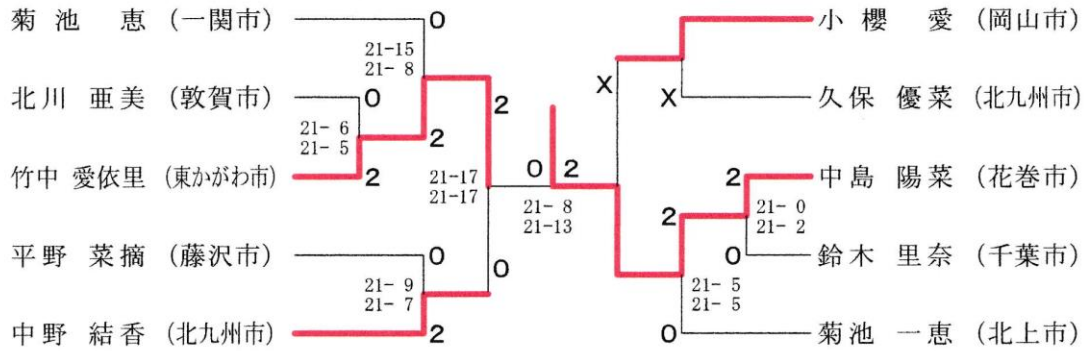 菊池 恵 (一関市)
0
21-15
21- 8
北川 亜美 (敦賀市)
0
21- 6
21- 5
2
竹中 愛依里 (東かがわ市)
2
2
21-17
21-17
平野 菜摘 (藤沢市)
0
21- 9
21- 7
0
中野 結香 (北九州市)
2
0
2
21- 8
21-13
小櫻 愛 (岡山市)
X
X
久保 優菜 (北九州市)
2
中島 陽菜 (花巻市)
21- 0
21- 2
2
0
鈴木 里奈 (千葉市)
21- 5
21- 5
0
菊池 一恵 (北上市)